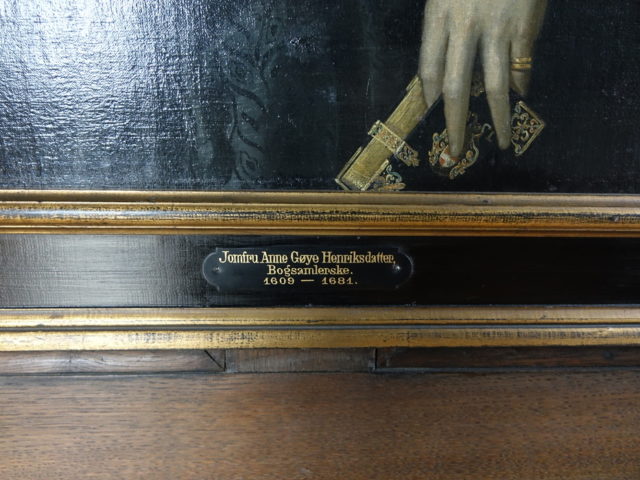 Jomfru Anne Gøye Henriksdatter,
Bogsamlerske.
1609 — 1681.